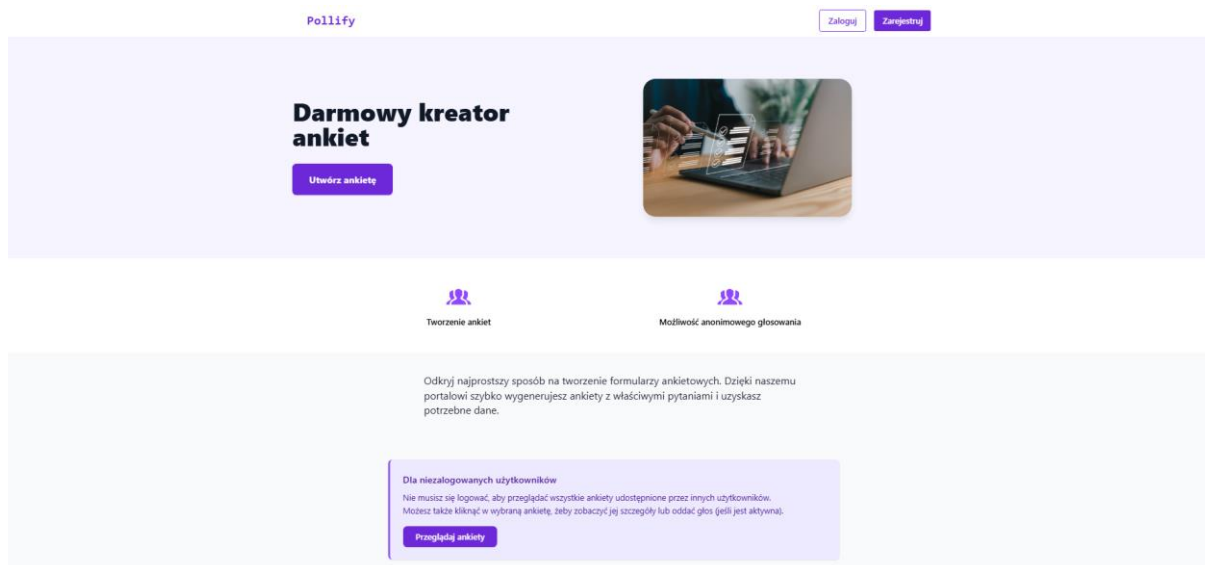 Pollify
Zaloguj
Zarejestruj
Darmowy kreator
ankiet
Utwórz ankietę
Tworzenie ankiet
Możliwość anonimowego głosowania
Odkryj najprostszy sposób na tworzenie formularzy ankietowych. Dzięki naszemu
portalowi szybko wygenerujesz ankiety z właściwymi pytaniami i uzyskasz
potrzebne dane.
Dla niezalogowanych użytkowników
Nie musisz się logować, aby przeglądać wszystkie ankiety udostępnione przez innych użytkowników.
Możesz także kliknąć w wybraną ankietę, żeby zobaczyć jej szczegóły lub oddać głos (jeśli jest aktywna).
Przeglądaj ankiety